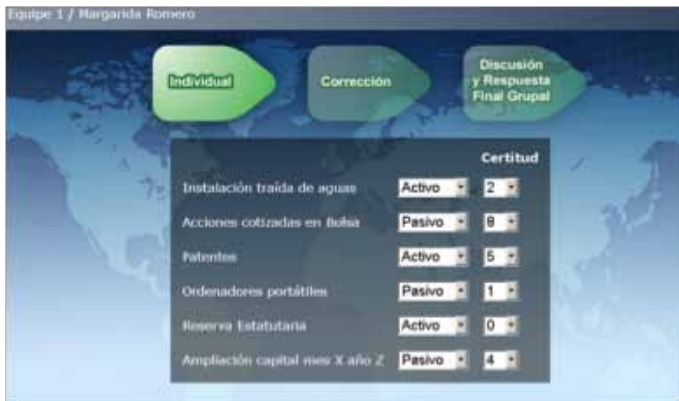 Equipe 1 / Margarida Romero
Individual
Corrección
Discusión
y Respuesta
Final Grupal
Certitud
Instalación traída de aguas Activo 2
Acciones cotizadas en Bolsa Pasivo 8
Patentes Activo 5
Ordenadores portátiles Pasivo 1
Reserva Estatutaria Activo 0
Ampliación capital mes X año Z Pasivo 4